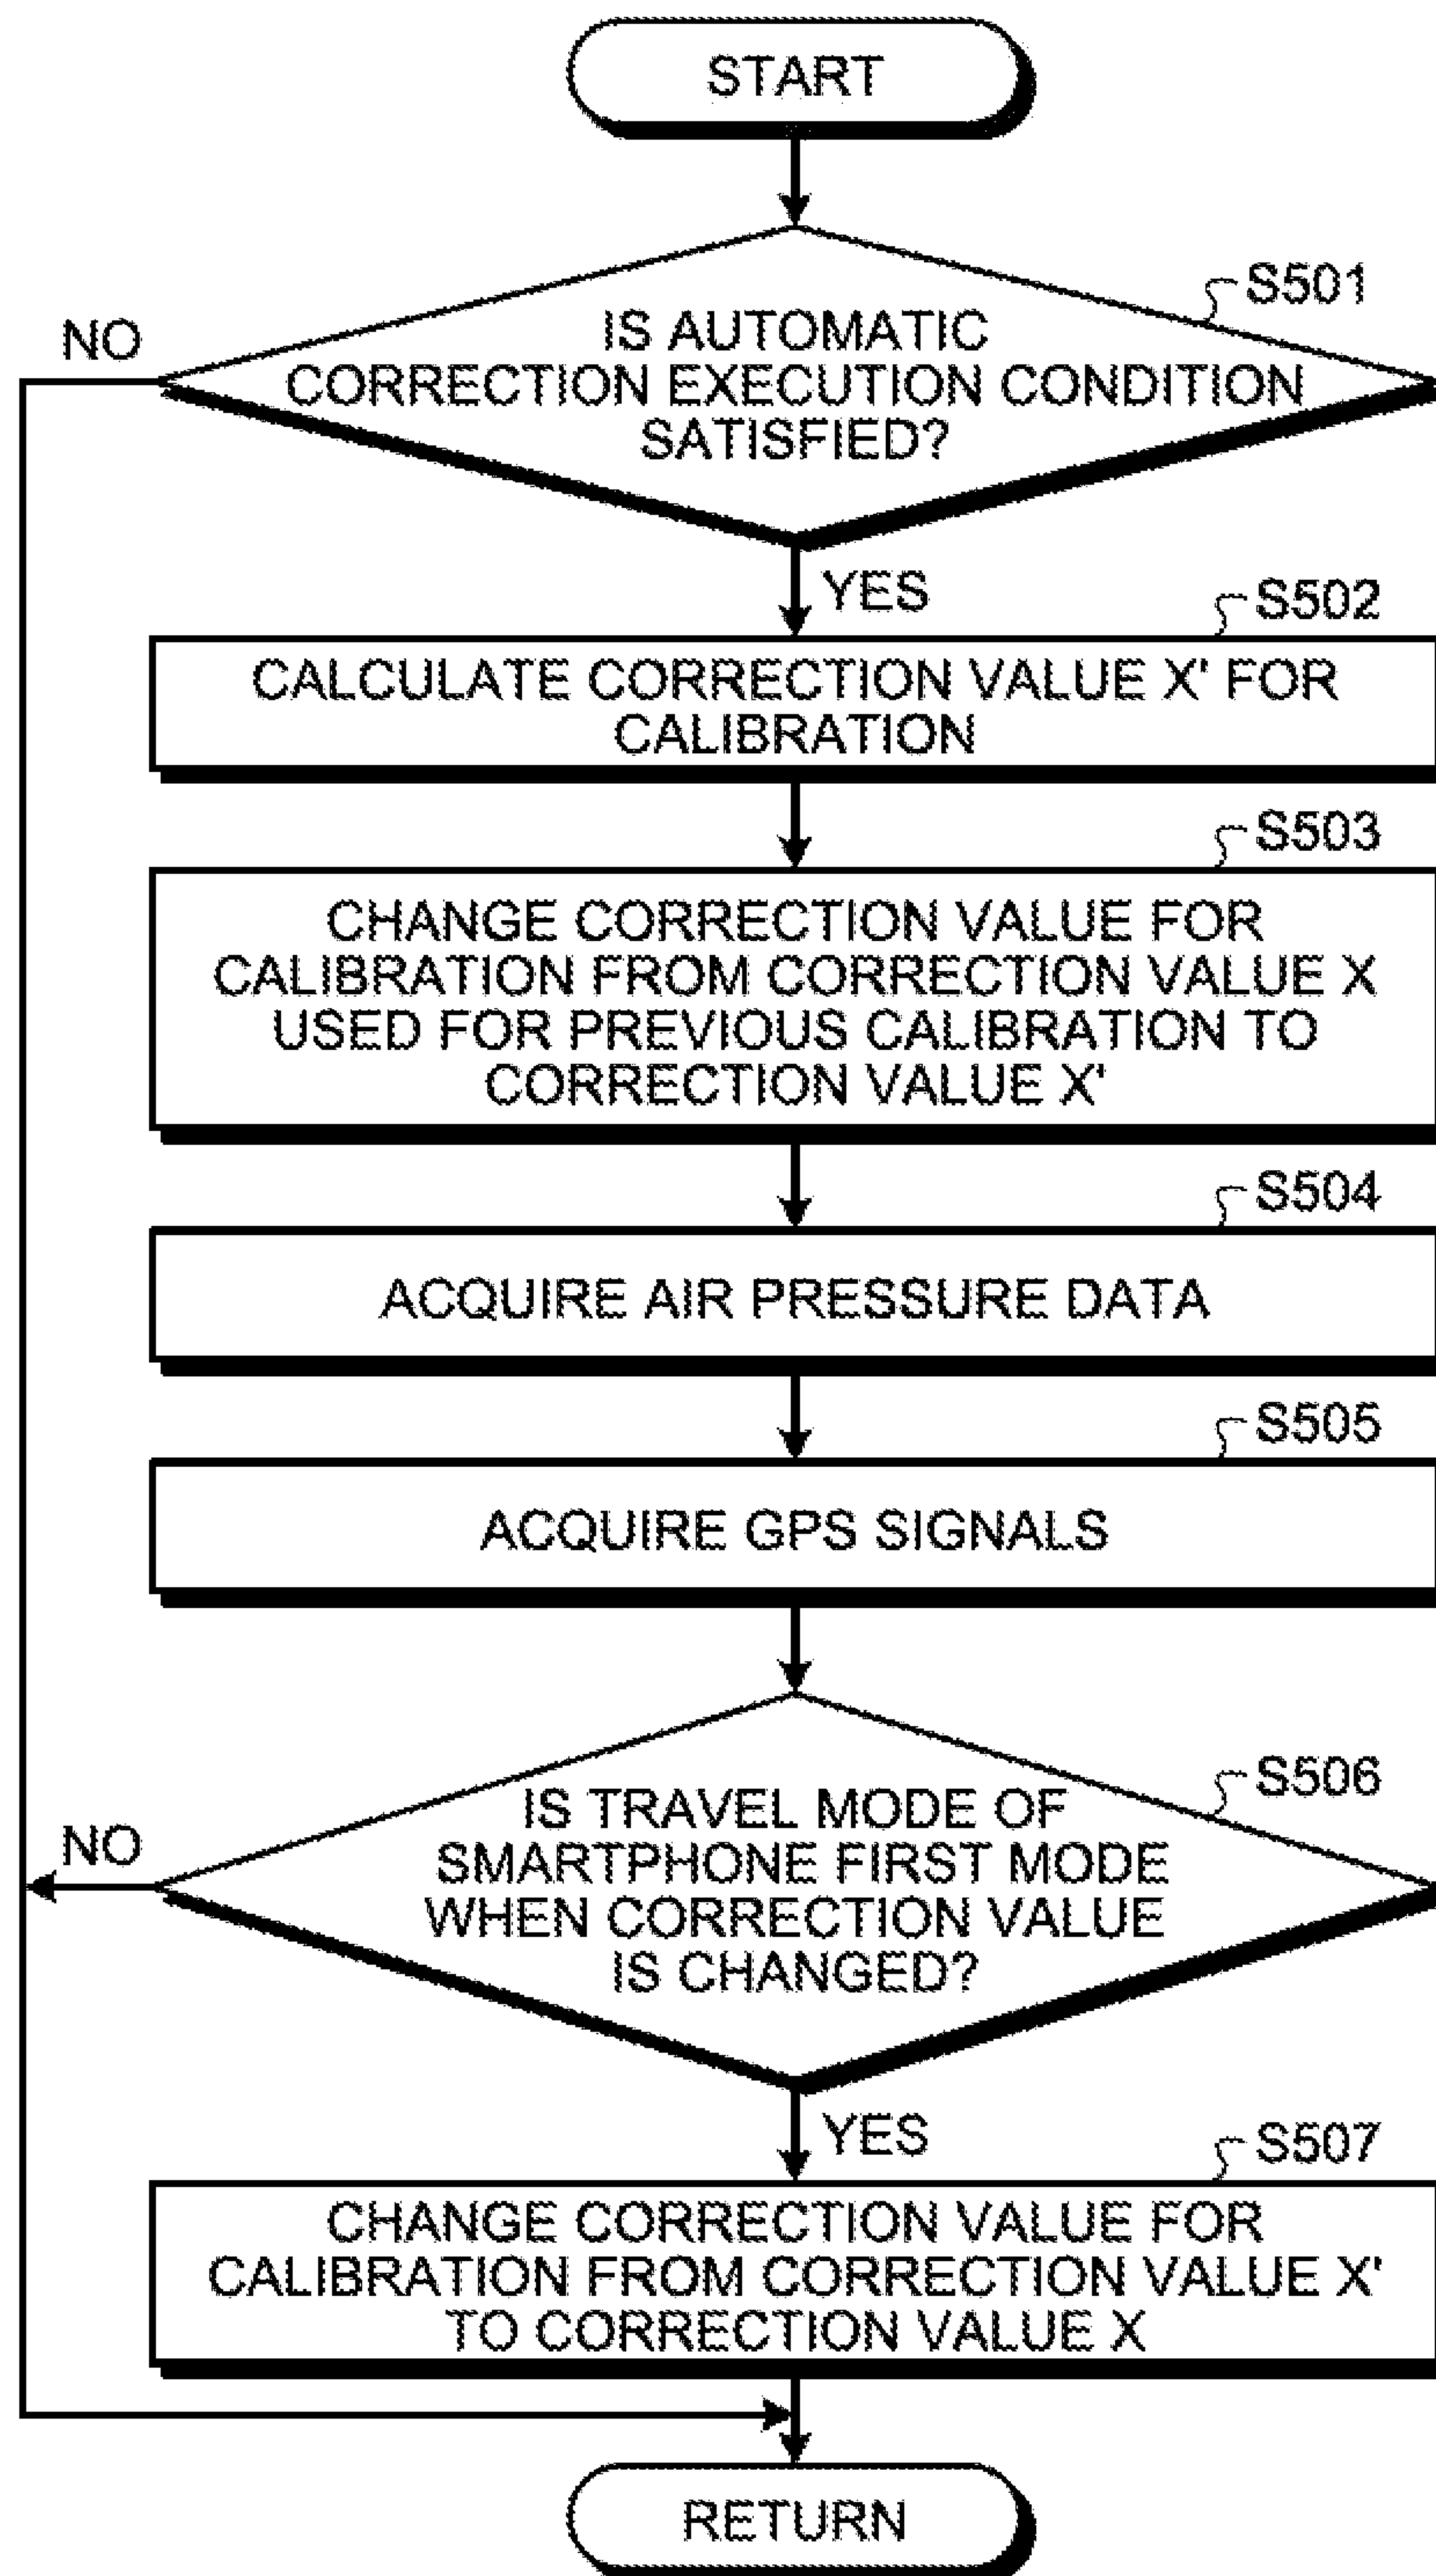 START
S501
NO
IS AUTOMATIC
CORRECTION EXECUTION CONDITION
SATISFIED?
YES
S502
CALCULATE CORRECTION VALUE X' FOR
CALIBRATION
S503
CHANGE CORRECTION VALUE FOR
CALIBRATION FROM CORRECTION VALUE X
USED FOR PREVIOUS CALIBRATION TO
CORRECTION VALUE X'
S504
ACQUIRE AIR PRESSURE DATA
S505
ACQUIRE GPS SIGNALS
S506
NO
IS TRAVEL MODE OF
SMARTPHONE FIRST MODE
WHEN CORRECTION VALUE
IS CHANGED?
YES
S507
CHANGE CORRECTION VALUE FOR
CALIBRATION FROM CORRECTION VALUE X'
TO CORRECTION VALUE X
RETURN